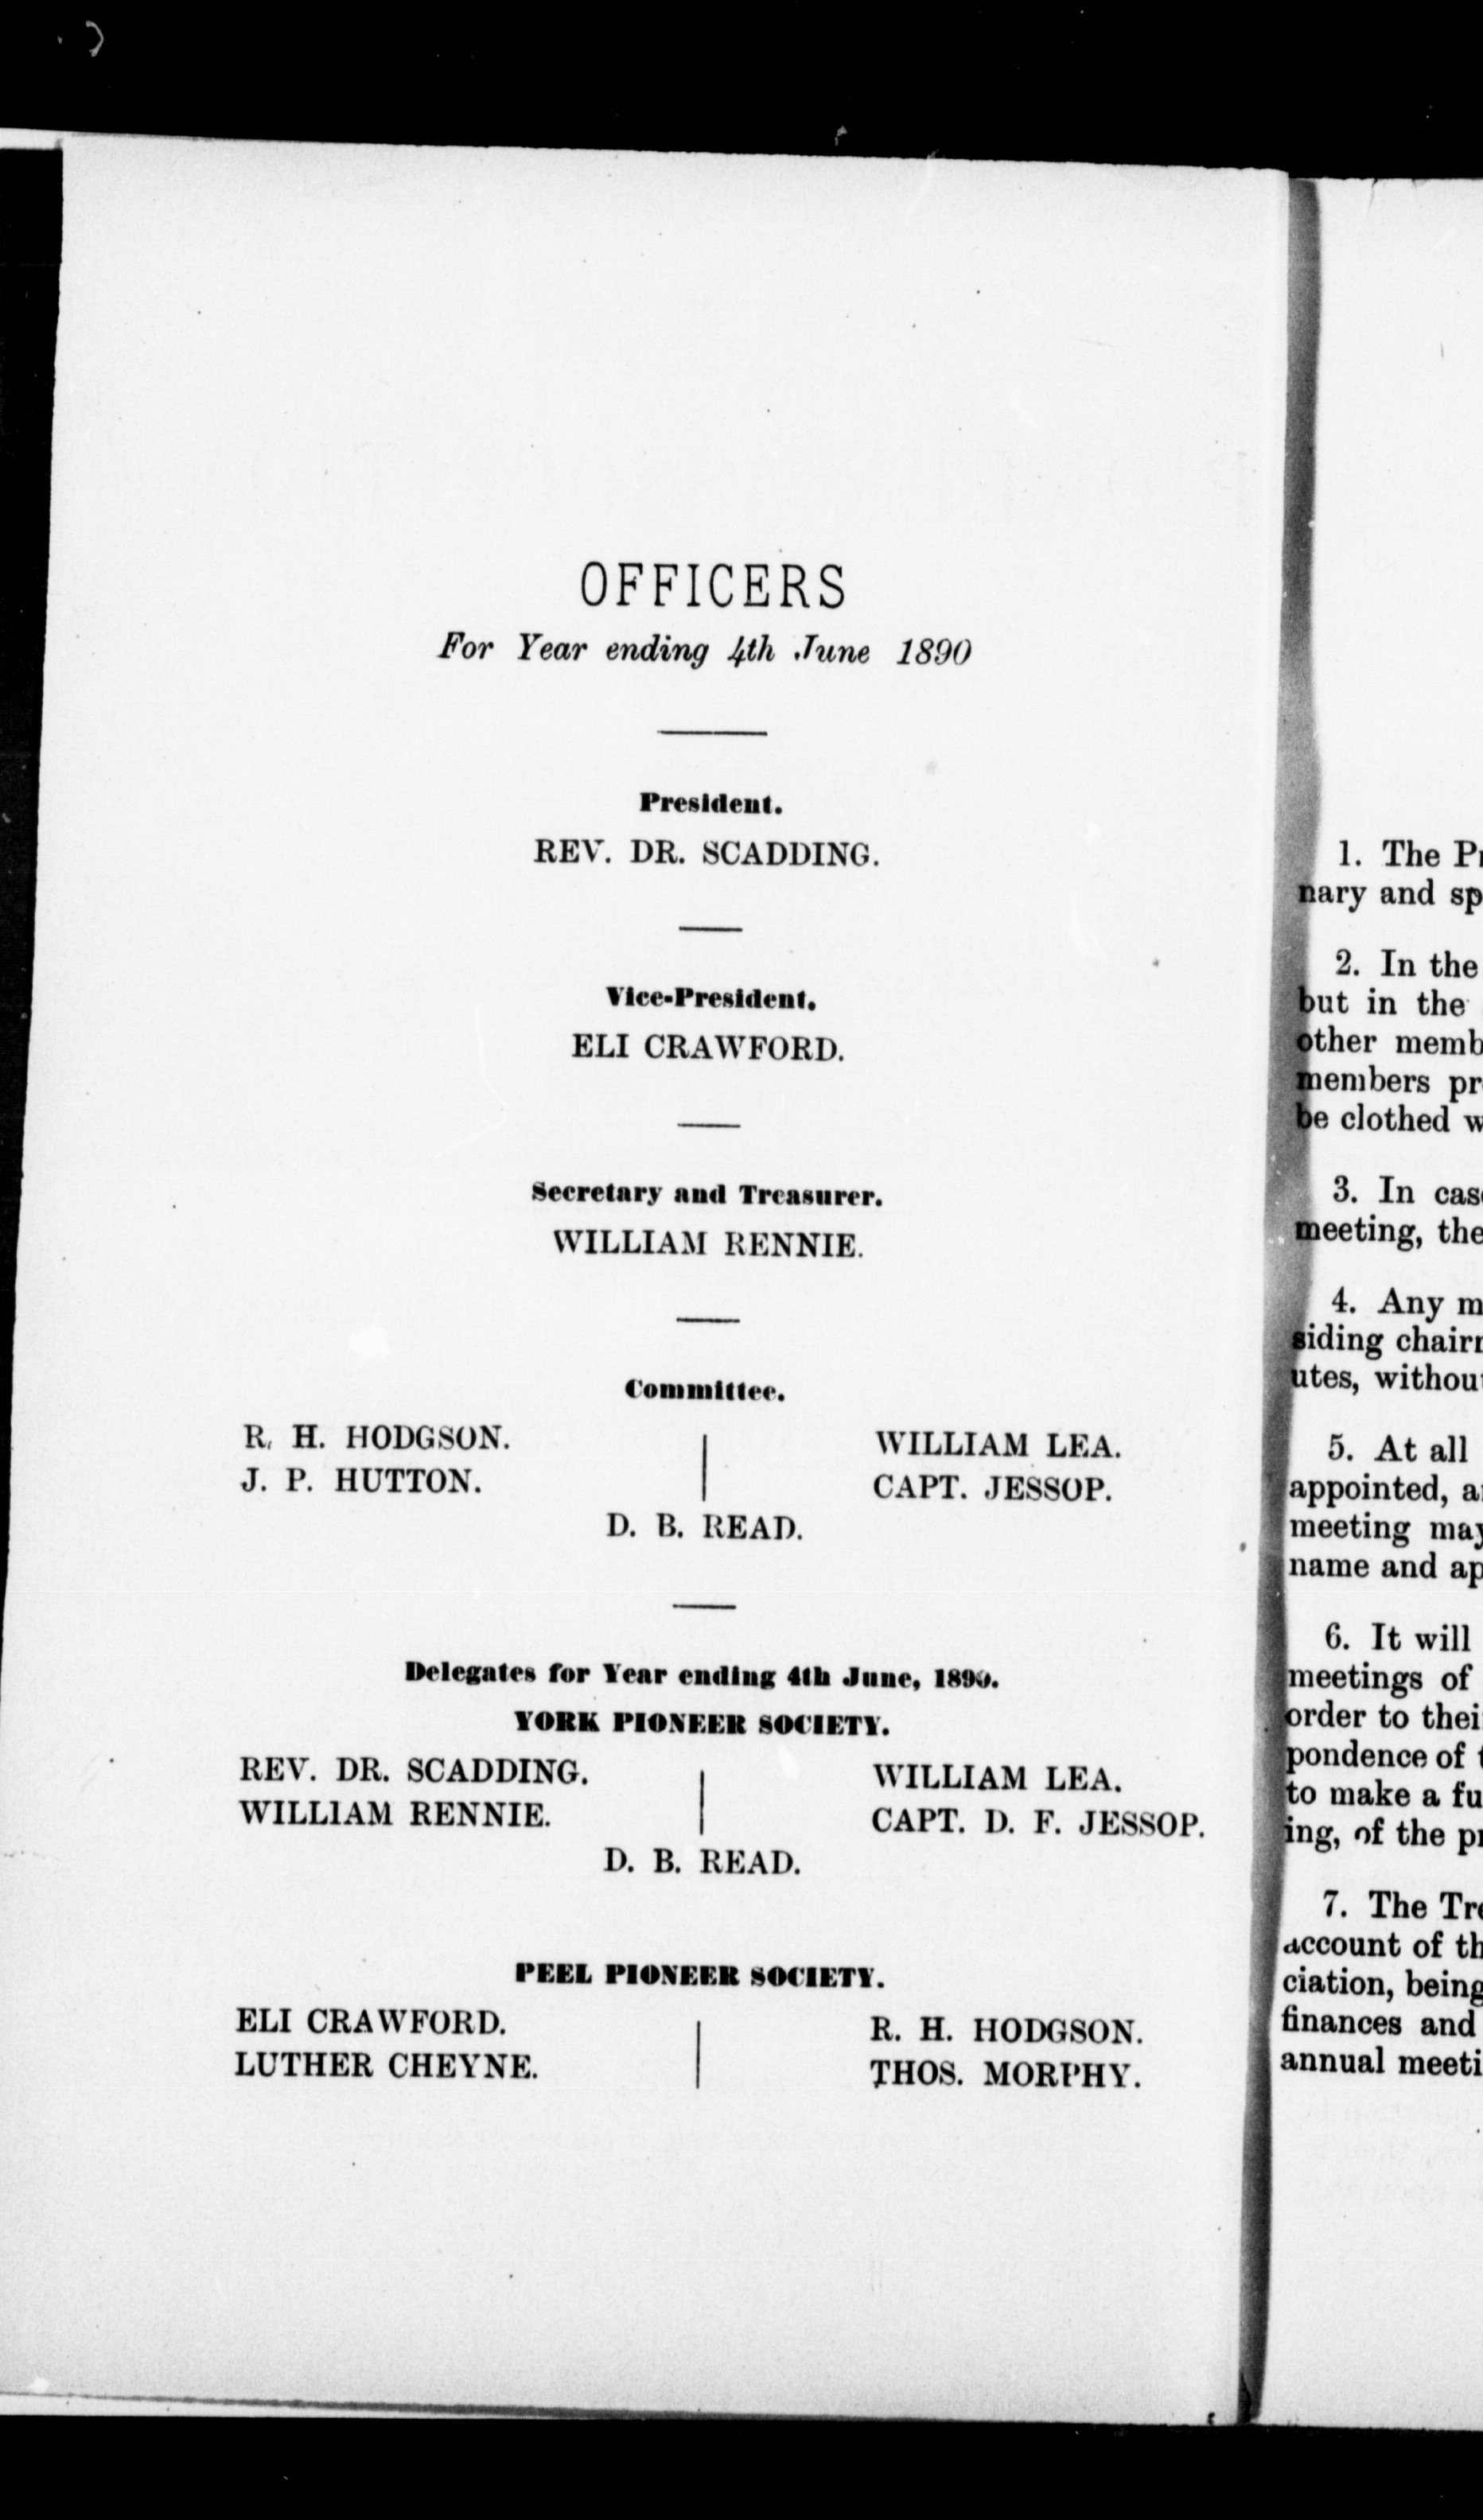 OFFICERS
For Year ending 4th June 1890
President.
REV. DR. SCADDING.
Vice-President.
ELI CRAWFORD.
Secretary and Treasurer.
WILLIAM RENNIE.
Committee.
R. H. HODGSON.
J. P. HUTTON.
WILLIAM LEA.
CAPT. JESSOP.
D. B. READ.
Delegates for Year ending 4th June, 1890.
YORK PIONEER SOCIETY.
REV. DR. SCADDING.
WILLIAM RENNIE.
WILLIAM LEA.
CAPT. D. F. JESSOP.
D. B. READ.
PEEL PIONEER SOCIETY.
ELI CRAWFORD.
LUTHER CHEYNE.
R. H. HODGSON.
THOS. MORPHY.
1. The
nary and
2. In the
but in the
other
members
be clothed
3. In
meeting, the
4. Any
siding
utes,
5. At all
appointed,
meeting may
name and
6. It will
meetings of
order to
pondence of
to make a
ing, of the
7. The
account of
ciation, being
finances and
annual